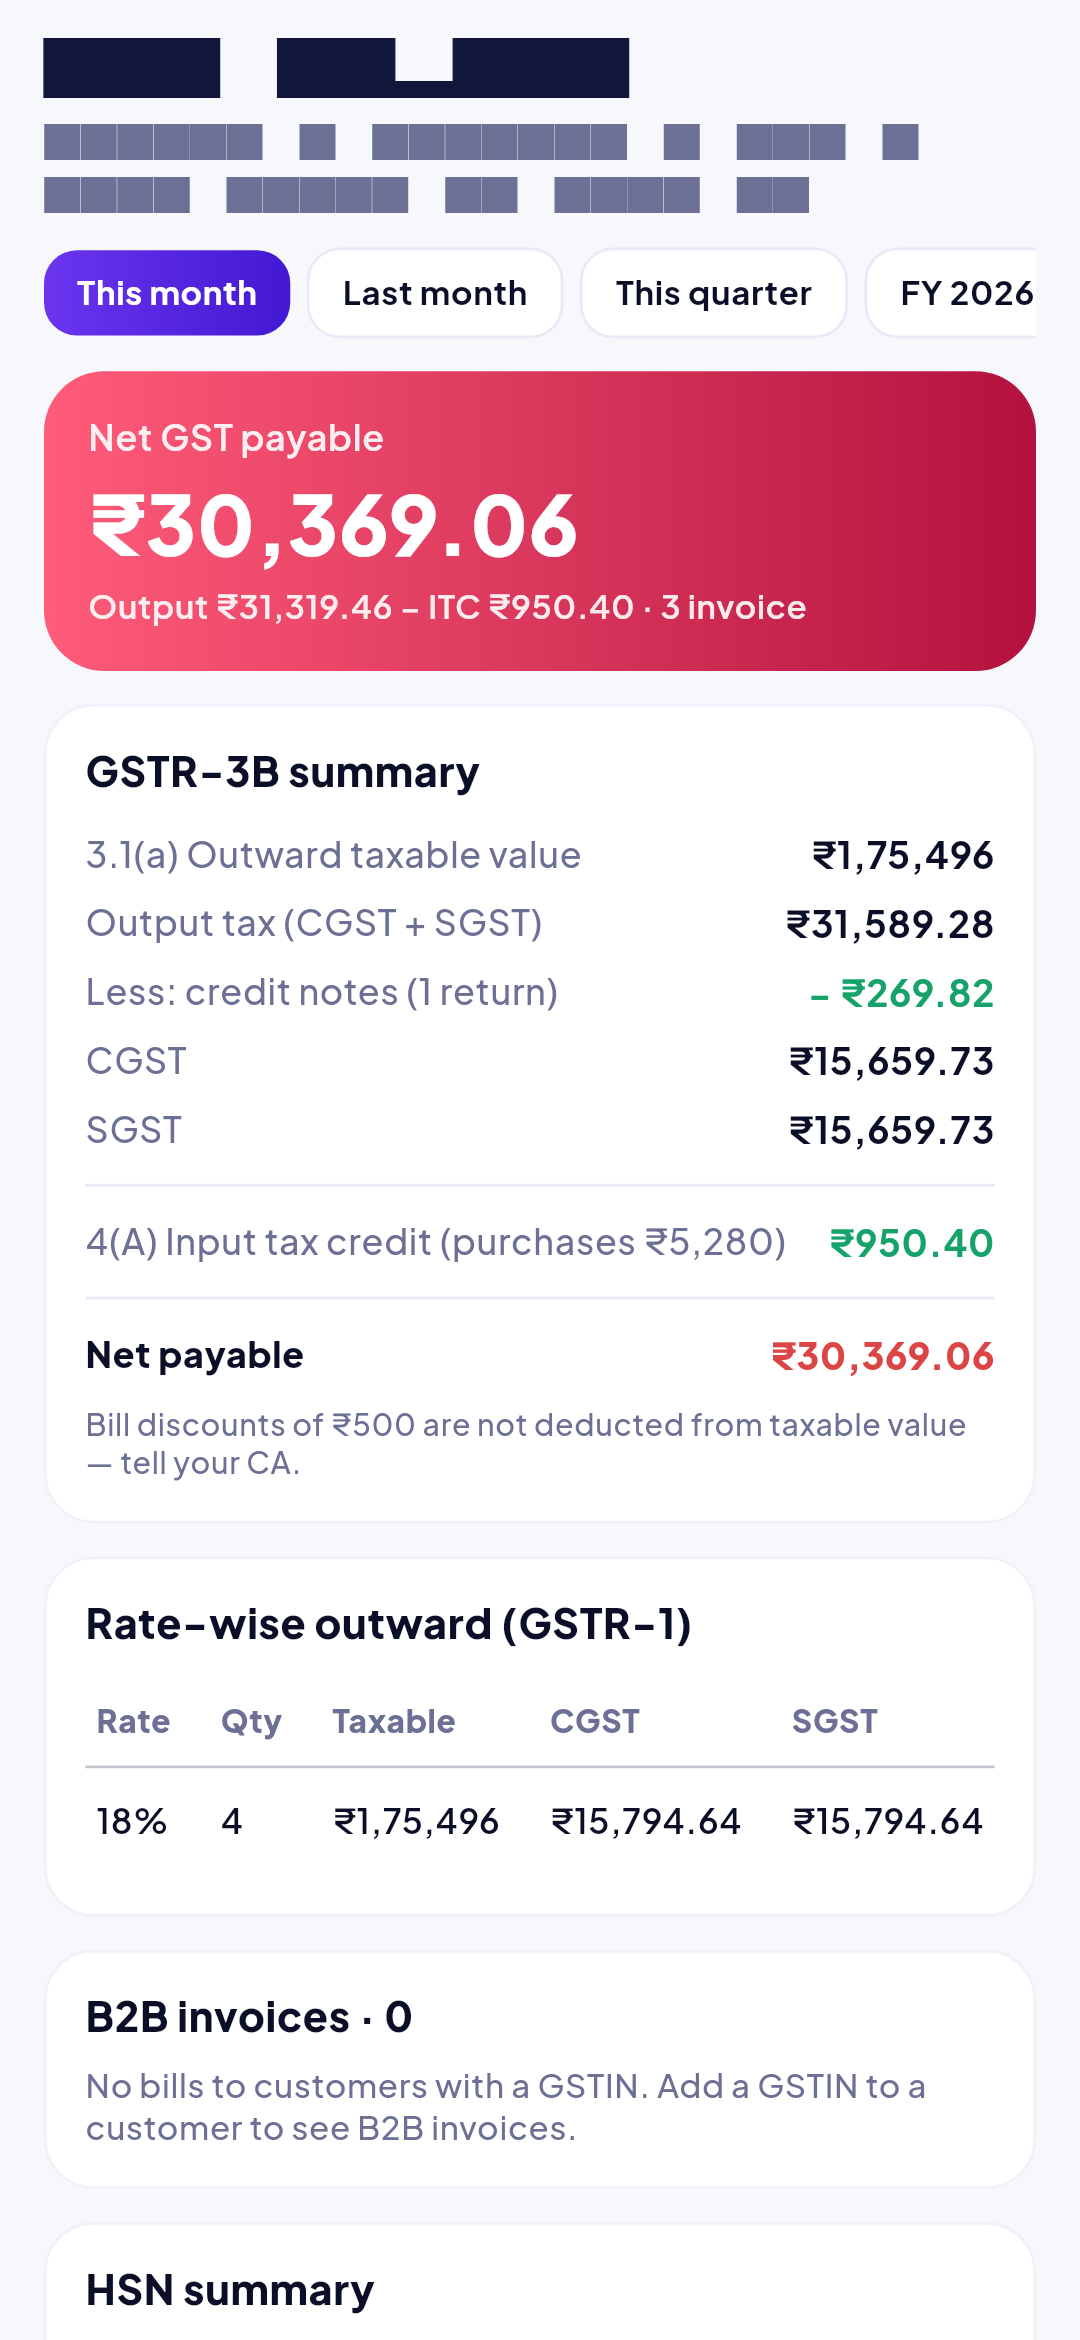 This month
Last month
This quarter
FY 2026
Net GST payable
₹30,369.06
Output ₹31,319.46 – ITC ₹950.40 · 3 invoice
GSTR-3B summary
3.1(a) Outward taxable value ₹1,75,496
Output tax (CGST + SGST) ₹31,589.28
Less: credit notes (1 return) – ₹269.82
CGST ₹15,659.73
SGST ₹15,659.73
4(A) Input tax credit (purchases ₹5,280) ₹950.40
Net payable ₹30,369.06
Bill discounts of ₹500 are not deducted from taxable value
— tell your CA.
Rate-wise outward (GSTR-1)
Rate Qty Taxable CGST SGST
18% 4 ₹1,75,496 ₹15,794.64 ₹15,794.64
B2B invoices · 0
No bills to customers with a GSTIN. Add a GSTIN to a
customer to see B2B invoices.
HSN summary